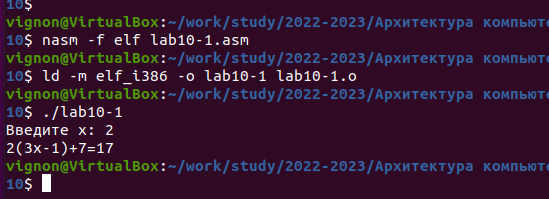 10$
vignon@VirtualBox:~/work/study/2022-2023/Архитектура компьюте
10$ nasm -f elf lab10-1.asm
vignon@VirtualBox:~/work/study/2022-2023/Архитектура компьюте
10$ ld -m elf_i386 -o lab10-1 lab10-1.o
vignon@VirtualBox:~/work/study/2022-2023/Архитектура компьюте
10$ ./lab10-1
Введите x: 2
2(3x-1)+7=17
vignon@VirtualBox:~/work/study/2022-2023/Архитектура компьюте
10$